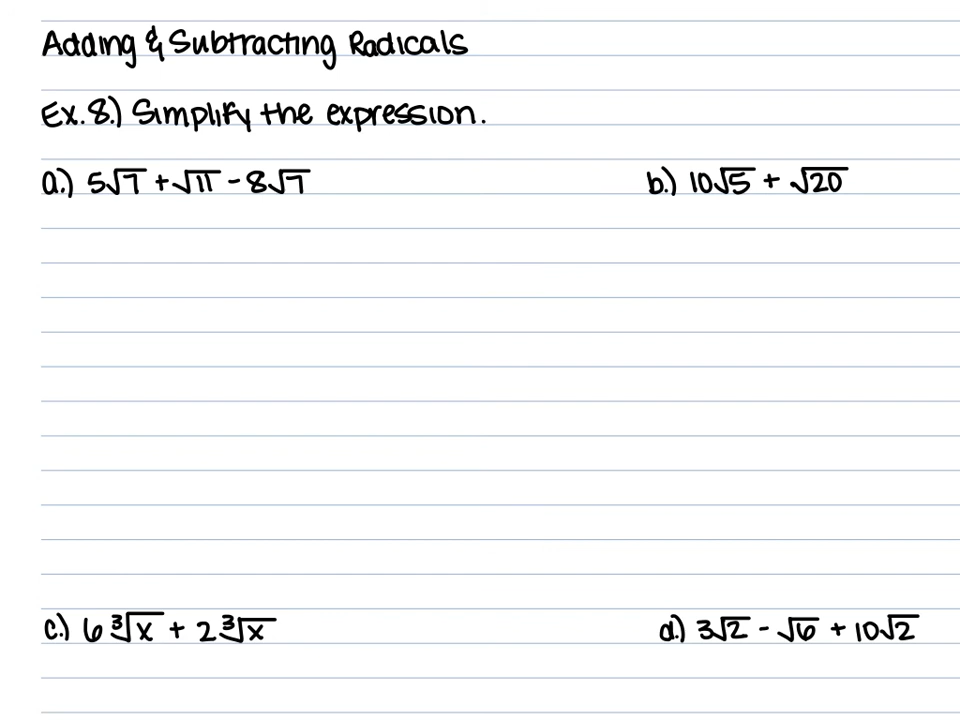 Adding & Subtracting Radicals
Ex. 8.) Simplify the expression.
a.) 5√7 + √11 - 8√7
b.) 10√5 + √20
c.) 6∛x + 2∛x
d.) 3√2 - √6 + 10√2